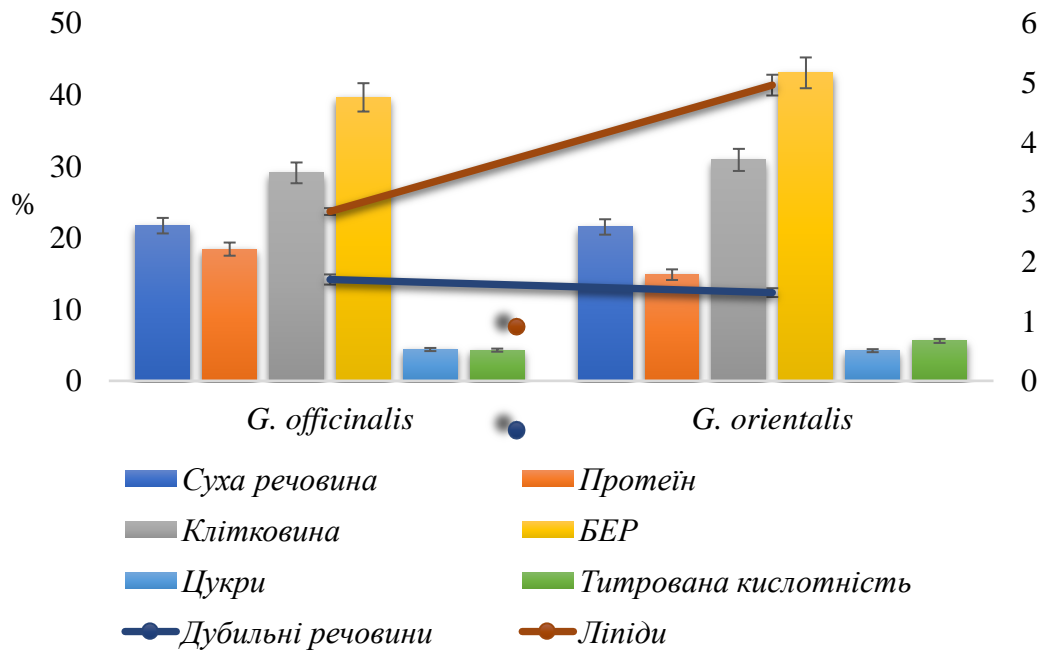 50
40
30
20
10
0
%
6
5
4
3
2
1
0
G. officinalis G. orientalis
Суха речовина Протеїн
Клітковина БЕР
Цукри Титрована кислотність
Дубильні речовини Ліпіди